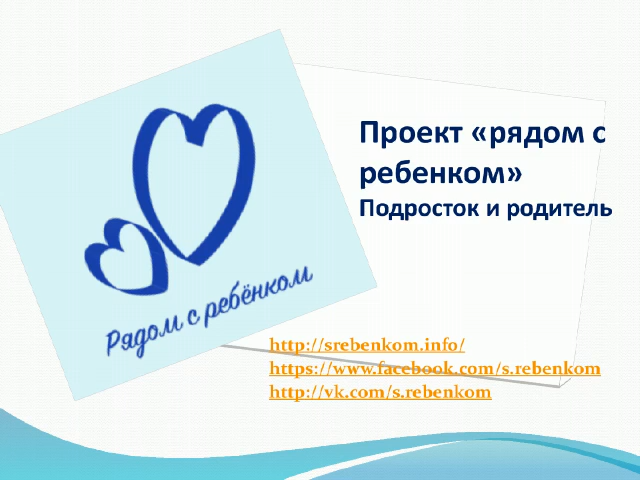 Проект «рядом с
ребенком»
Подросток и родитель
Рядом с ребёнком
http://srebenkom.info/
https://www.facebook.com/s.rebenkom
http://vk.com/s.rebenkom